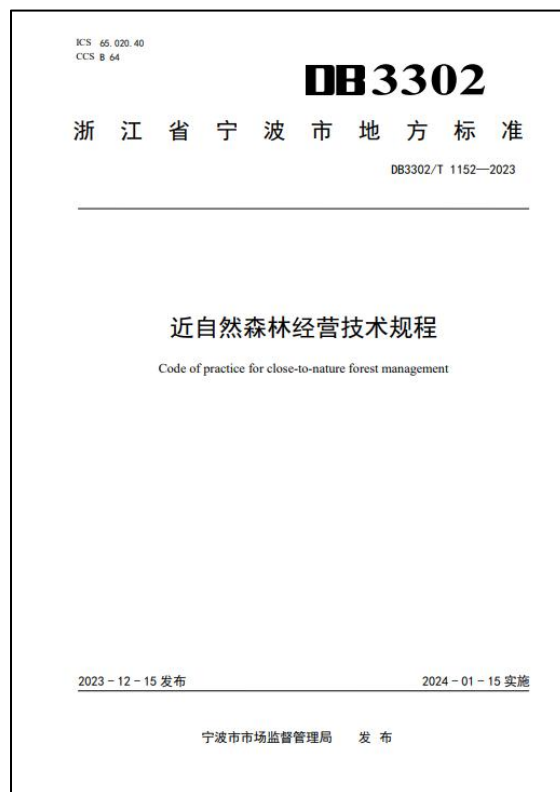 ICS 65.020.40
CCS B 64
DB3302
浙江省宁波市地方标准
DB3302/T 1152—2023
近自然森林经营技术规程
Code of practice for close-to-nature forest management
2023-12-15 发布 2024-01-15 实施
宁波市市场监督管理局 发 布